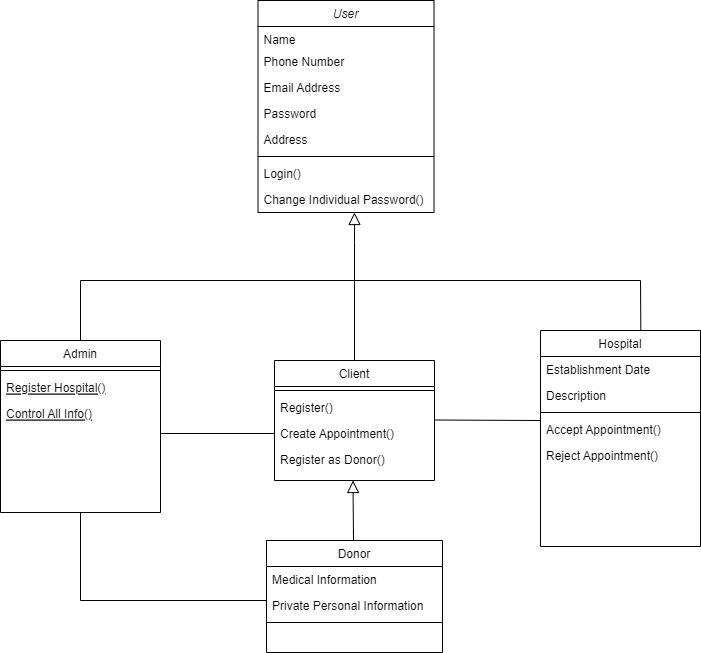 User
Name
Phone Number
Email Address
Password
Address
Login()
Change Individual Password()
Admin
Register Hospital()
Control All Info()
Client
Register()
Create Appointment()
Register as Donor()
Hospital
Establishment Date
Description
Accept Appointment()
Reject Appointment()
Donor
Medical Information
Private Personal Information